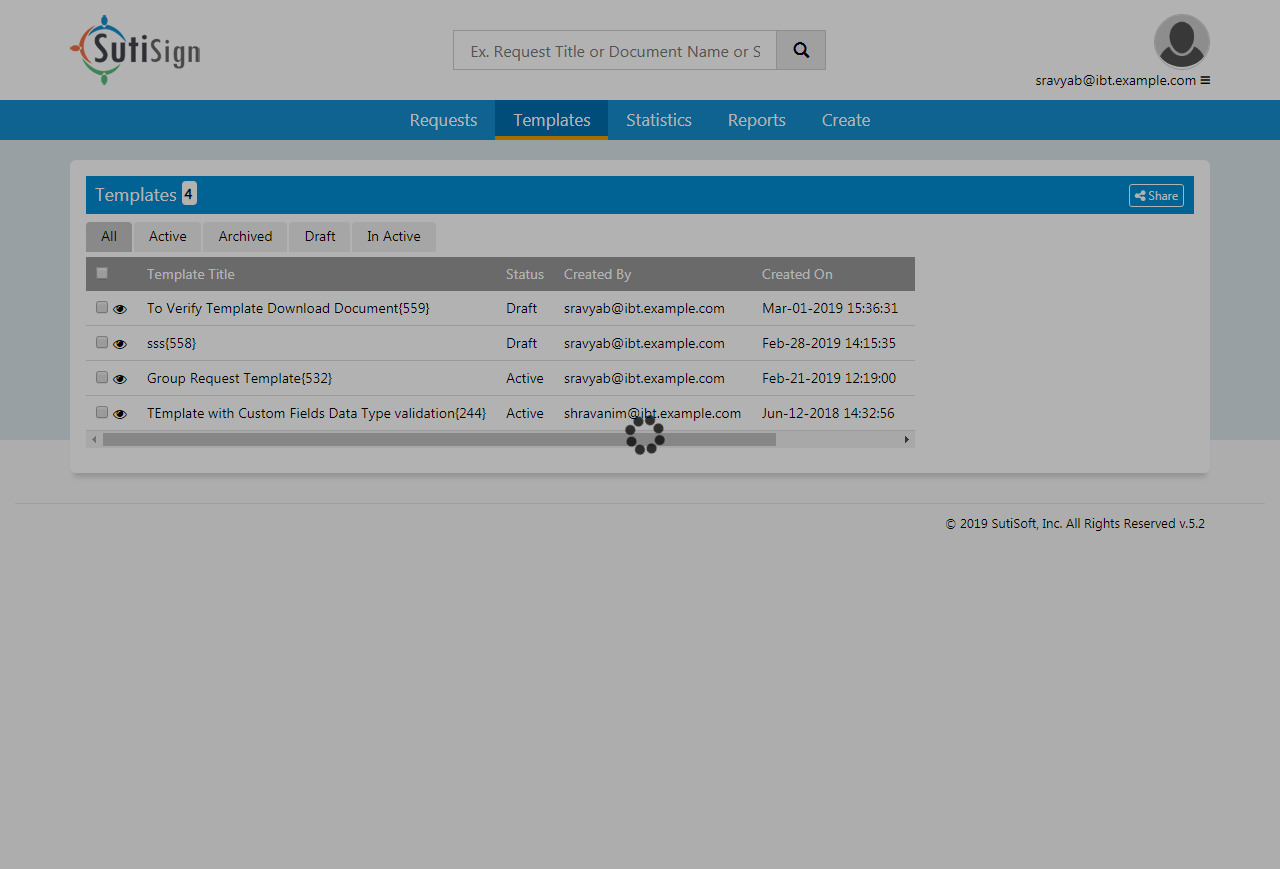 SutiSign
Ex. Request Title or Document Name or S
sravyab@ibt.example.com
Requests Templates Statistics Reports Create
Templates 4 Share
All Active Archived Draft In Active
Template Title Status Created By Created On
To Verify Template Download Document{559} Draft sravyab@ibt.example.com Mar-01-2019 15:36:31
sss{558} Draft sravyab@ibt.example.com Feb-28-2019 14:15:35
Group Request Template{532} Active sravyab@ibt.example.com Feb-21-2019 12:19:00
TEmplate with Custom Fields Data Type validation{244} Active shravanim@ibt.example.com Jun-12-2018 14:32:56
© 2019 SutiSoft, Inc. All Rights Reserved v.5.2